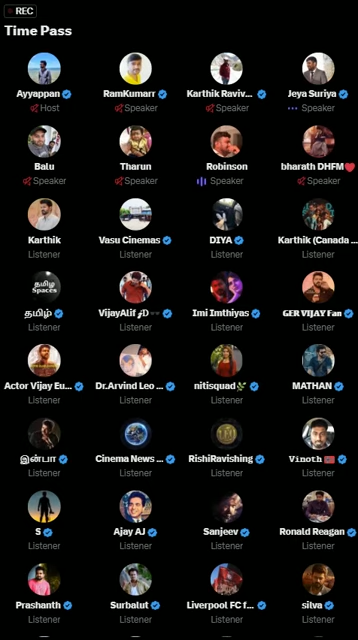 REC
Time Pass
Ayyappan RamKumarr Karthik Raviv... Jeya Suriya
Host Speaker Speaker Speaker
Balu Tharun Robinson bharath DHFM❤️
Speaker Speaker Speaker Speaker
Karthik Vasu Cinemas DIYA Karthik (Canada ...
Listener Listener Listener Listener
தமிழ்
Spaces
தமிழ் VijayAlif 𝓙D 🕶️ Imi Imthiyas 𝐆𝐄𝐑 𝐕𝐈𝐉𝐀𝐘 𝐅𝐚𝐧
Listener Listener Listener Listener
Actor Vijay Eu... Dr.Arvind Leo ... nitisquad🌿 MATHAN
Listener Listener Listener Listener
இன்பா Cinema News ... RishiRavishing 𝚅𝚒𝚗𝚘𝚝𝚑
Listener Listener Listener Listener
S Ajay AJ Sanjeev Ronald Reagan
Listener Listener Listener Listener
Prashanth Surbalut Liverpool FC f... silva
Listener Listener Listener Listener